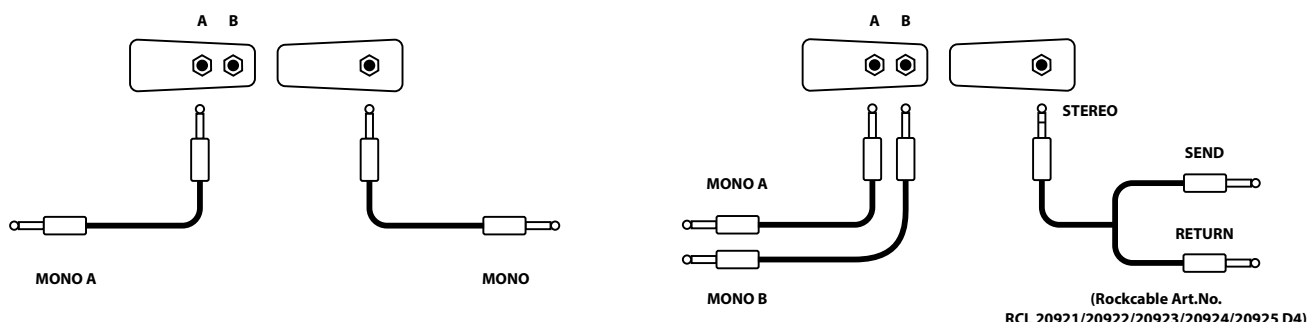 A B
MONO A
MONO
A B
STEREO
SEND
MONO A
RETURN
MONO B
(Rockcable Art.No.
RCL 20921/20922/20923/20924/20925 D4)